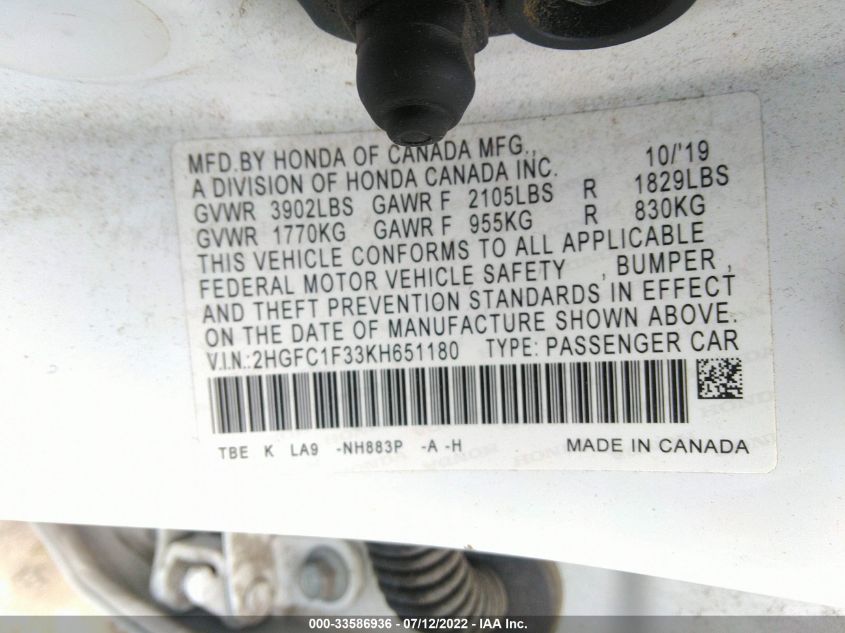 MFD.BY HONDA OF CANADA MFG., 10/'19
A DIVISION OF HONDA CANADA INC.
GVWR 3902LBS GAWR F 2105LBS R 1829LBS
GVWR 1770KG GAWR F 955KG R 830KG
THIS VEHICLE CONFORMS TO ALL APPLICABLE
FEDERAL MOTOR VEHICLE SAFETY , BUMPER ,
AND THEFT PREVENTION STANDARDS IN EFFECT
ON THE DATE OF MANUFACTURE SHOWN ABOVE.
V.I.N.:2HGFC1F33KH651180 TYPE: PASSENGER CAR
TBE K LA9 -NH883P -A -H MADE IN CANADA
000-33586936 - 07/12/2022 - IAA Inc.